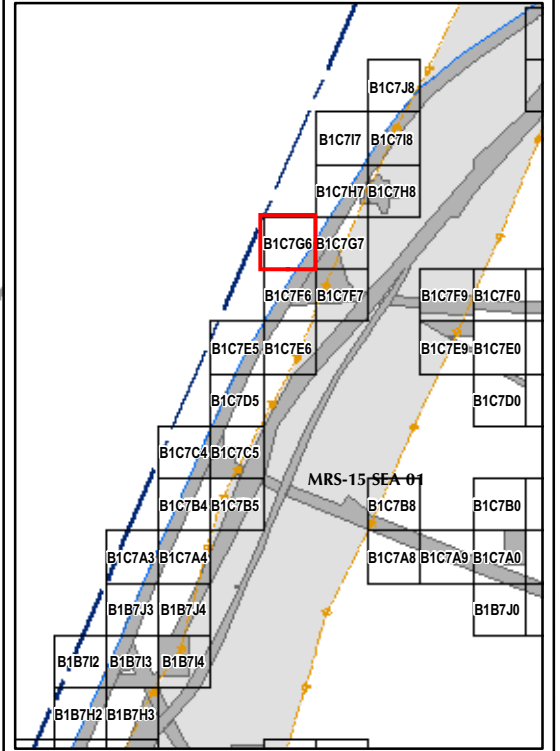 B1C7J8
B1C7I7 B1C7I8
B1C7H7 B1C7H8
B1C7G6 B1C7G7
B1C7F6 B1C7F7 B1C7F9 B1C7F0
B1C7E5 B1C7E6 B1C7E9 B1C7E0
B1C7D5 B1C7D0
B1C7C4 B1C7C5
MRS-15 SEA 01
B1C7B4 B1C7B5 B1C7B8 B1C7B0
B1C7A3 B1C7A4 B1C7A8 B1C7A9 B1C7A0
B1B7J3 B1B7J4 B1B7J0
B1B7I2 B1B7I3 B1B7I4
B1B7H2 B1B7H3